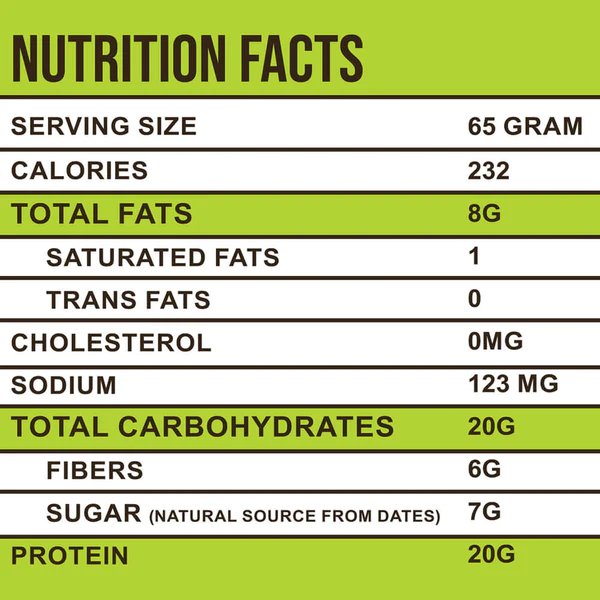 NUTRITION FACTS
SERVING SIZE 65 GRAM
CALORIES 232
TOTAL FATS 8G
SATURATED FATS 1
TRANS FATS 0
CHOLESTEROL 0MG
SODIUM 123 MG
TOTAL CARBOHYDRATES 20G
FIBERS 6G
SUGAR (NATURAL SOURCE FROM DATES) 7G
PROTEIN 20G